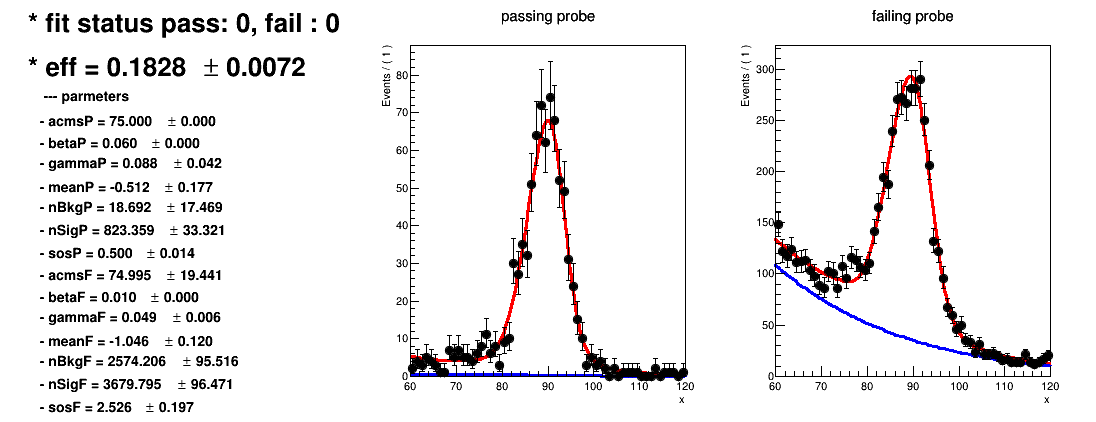 * fit status pass: 0, fail : 0
* eff = 0.1828 ± 0.0072
--- parmeters
- acmsP = 75.000 ± 0.000
- betaP = 0.060 ± 0.000
- gammaP = 0.088 ± 0.042
- meanP = -0.512 ± 0.177
- nBkgP = 18.692 ± 17.469
- nSigP = 823.359 ± 33.321
- sosP = 0.500 ± 0.014
- acmsF = 74.995 ± 19.441
- betaF = 0.010 ± 0.000
- gammaF = 0.049 ± 0.006
- meanF = -1.046 ± 0.120
- nBkgF = 2574.206 ± 95.516
- nSigF = 3679.795 ± 96.471
- sosF = 2.526 ± 0.197
passing probe
Events / ( 1 )
80
70
60
50
40
30
20
10
0
60 70 80 90 100 110 120
x
failing probe
Events / ( 1 )
300
250
200
150
100
50
0
60 70 80 90 100 110 120
x